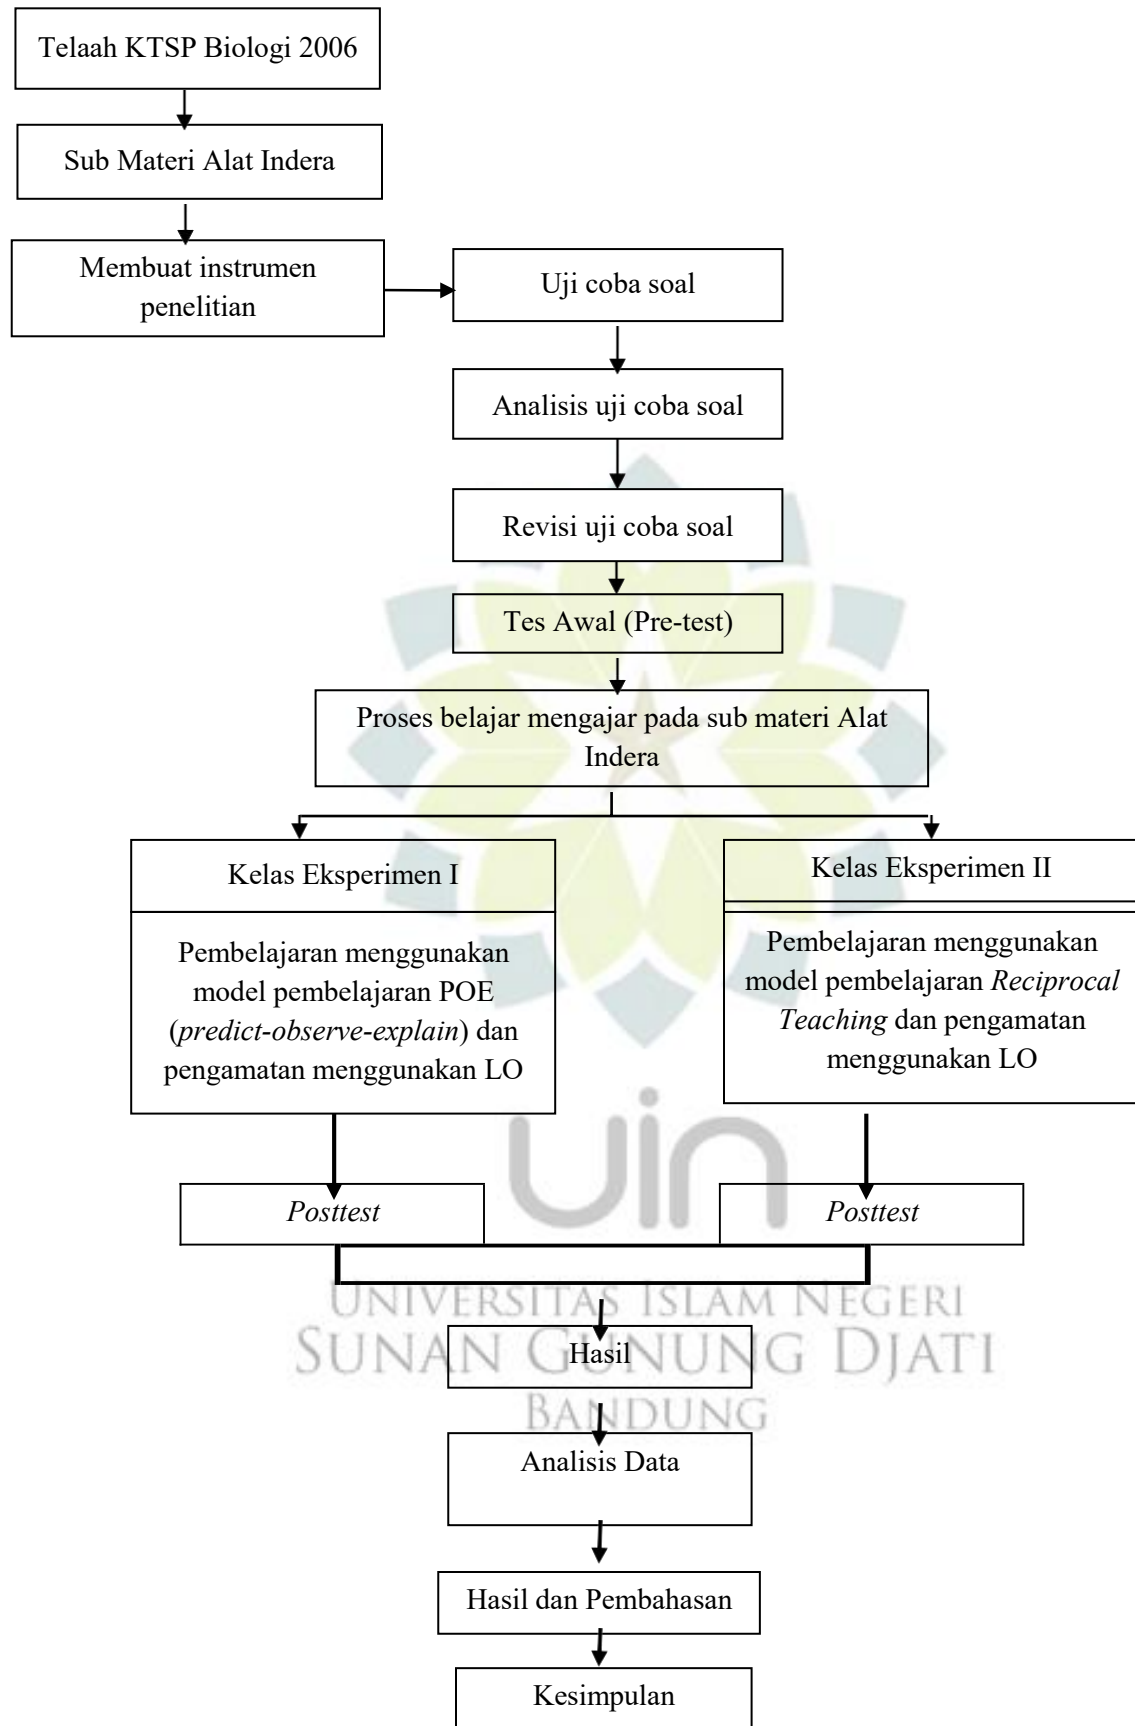 Telaah KTSP Biologi 2006
Sub Materi Alat Indera
Membuat instrumen
penelitian
Uji coba soal
Analisis uji coba soal
Revisi uji coba soal
Tes Awal (Pre-test)
Proses belajar mengajar pada sub materi Alat
Indera
Kelas Eksperimen I
Pembelajaran menggunakan
model pembelajaran POE
(predict-observe-explain) dan
pengamatan menggunakan LO
Kelas Eksperimen II
Pembelajaran menggunakan
model pembelajaran Reciprocal
Teaching dan pengamatan
menggunakan LO
uin
Posttest
Posttest
UNIVERSITAS ISLAM NEGERI
SUNAN GUNUNG DJATI
BANDUNG
Hasil
Analisis Data
Hasil dan Pembahasan
Kesimpulan